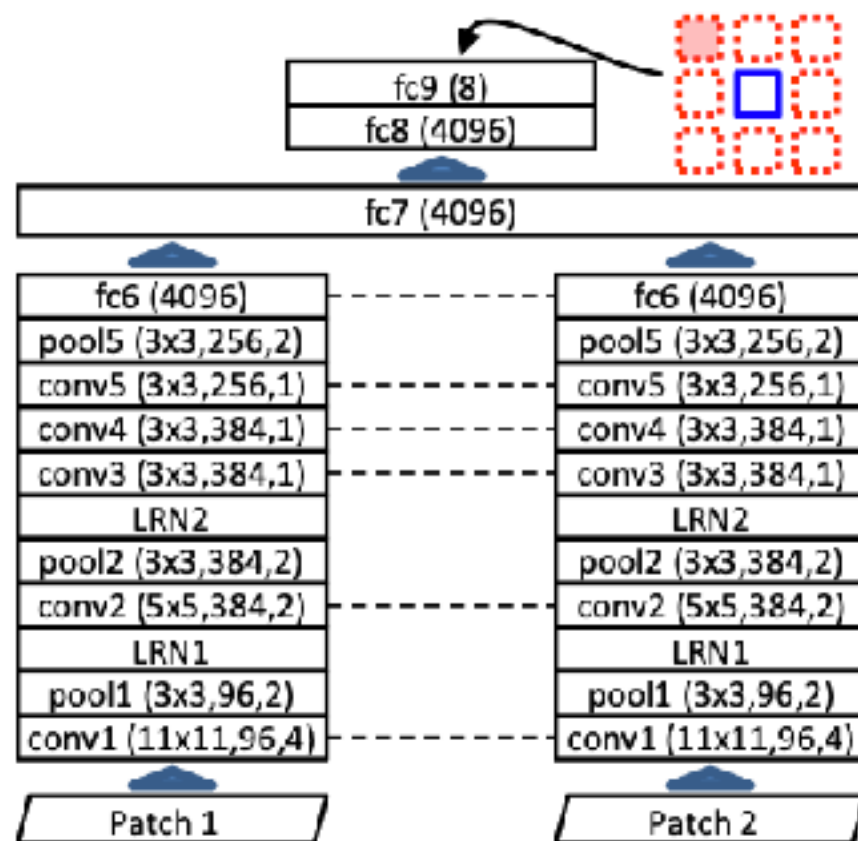 fc9 (8)
fc8 (4096)
fc7 (4096)
fc6 (4096)
pool5 (3x3,256,2)
conv5 (3x3,256,1)
conv4 (3x3,384,1)
conv3 (3x3,384,1)
LRN2
pool2 (3x3,384,2)
conv2 (5x5,384,2)
LRN1
pool1 (3x3,96,2)
conv1 (11x11,96,4)
Patch 1
fc6 (4096)
pool5 (3x3,256,2)
conv5 (3x3,256,1)
conv4 (3x3,384,1)
conv3 (3x3,384,1)
LRN2
pool2 (3x3,384,2)
conv2 (5x5,384,2)
LRN1
pool1 (3x3,96,2)
conv1 (11x11,96,4)
Patch 2